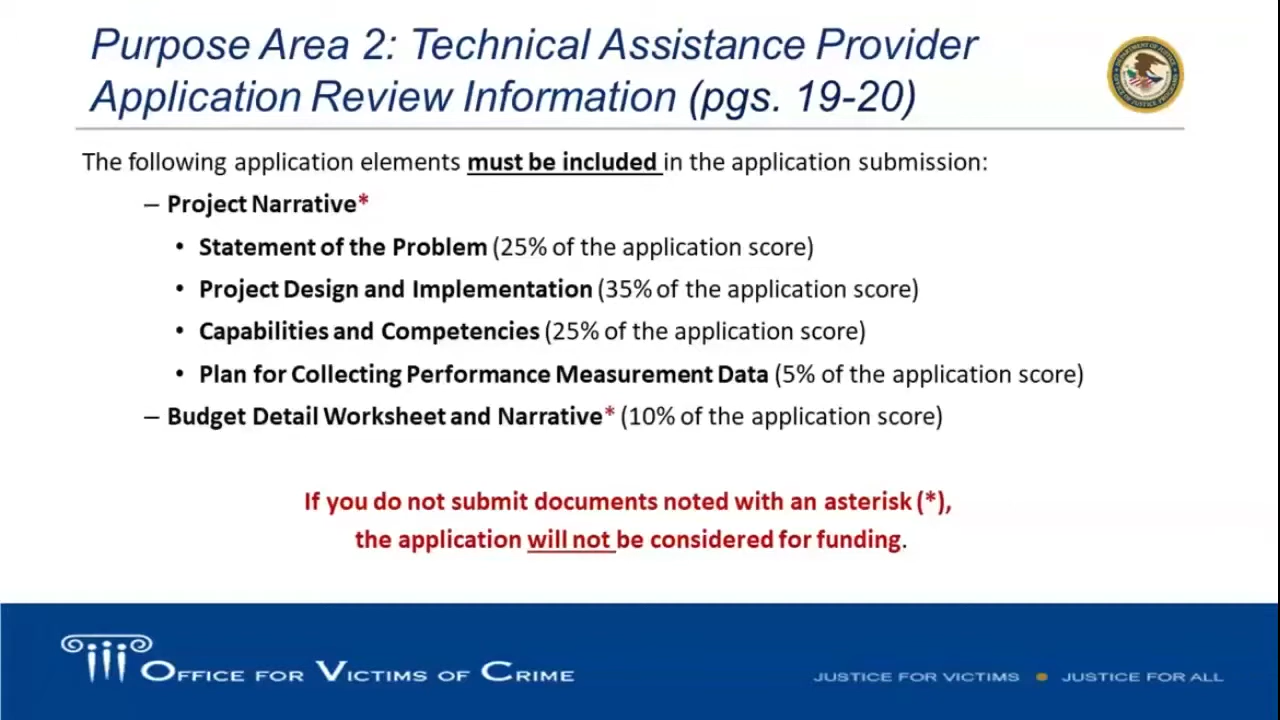 Purpose Area 2: Technical Assistance Provider
Application Review Information (pgs. 19-20)
The following application elements must be included in the application submission:
– Project Narrative*
• Statement of the Problem (25% of the application score)
• Project Design and Implementation (35% of the application score)
• Capabilities and Competencies (25% of the application score)
• Plan for Collecting Performance Measurement Data (5% of the application score)
– Budget Detail Worksheet and Narrative* (10% of the application score)
If you do not submit documents noted with an asterisk (*),
the application will not be considered for funding.
OFFICE FOR VICTIMS OF CRIME
JUSTICE FOR VICTIMS • JUSTICE FOR ALL